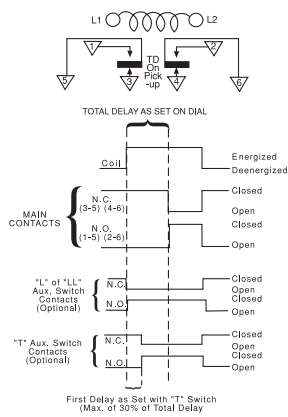 L1 L2
1 2
TD
On
Pick
-up
5 3 4 6
TOTAL DELAY AS SET ON DIAL
Coil
Energized
Deenergized
MAIN
CONTACTS
N.C.
(3-5) (4-6)
Closed
Open
N.O.
(1-5) (2-6)
Closed
Open
"L" of "LL"
Aux. Switch
Contacts
(Optional)
N.C.
Closed
Open
N.O.
Closed
Open
"T" Aux. Switch
Contacts
(Optional)
N.C.
Closed
Open
N.O.
Closed
Open
First Delay as Set with "T" Switch
(Max. of 30% of Total Delay